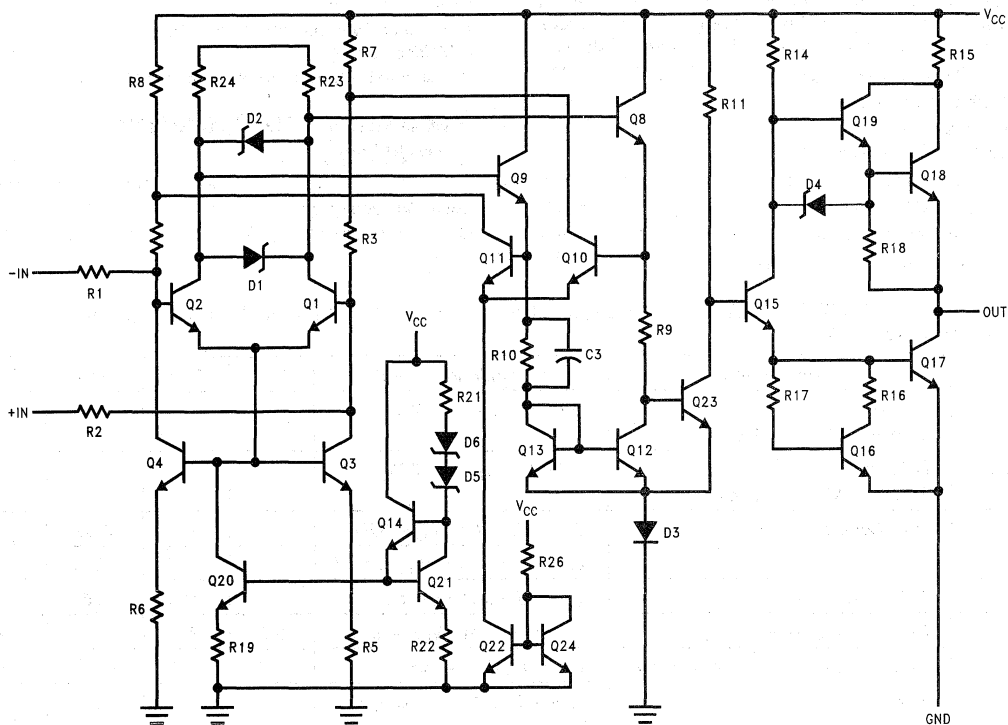 VCC
R7
R14
R15
R8
R24
R23
R11
D2
Q8
Q19
Q9
Q18
D4
R3
Q11
Q10
R18
-IN
R1
D1
Q2
Q1
Q15
OUT
VCC
R10
C3
R9
Q17
R21
Q23
R17
R16
+IN
R2
D6
Q4
Q3
D5
Q13
Q12
Q16
VCC
Q14
D3
R26
Q20
Q21
R6
R19
R5
R22
Q22
Q24
GND